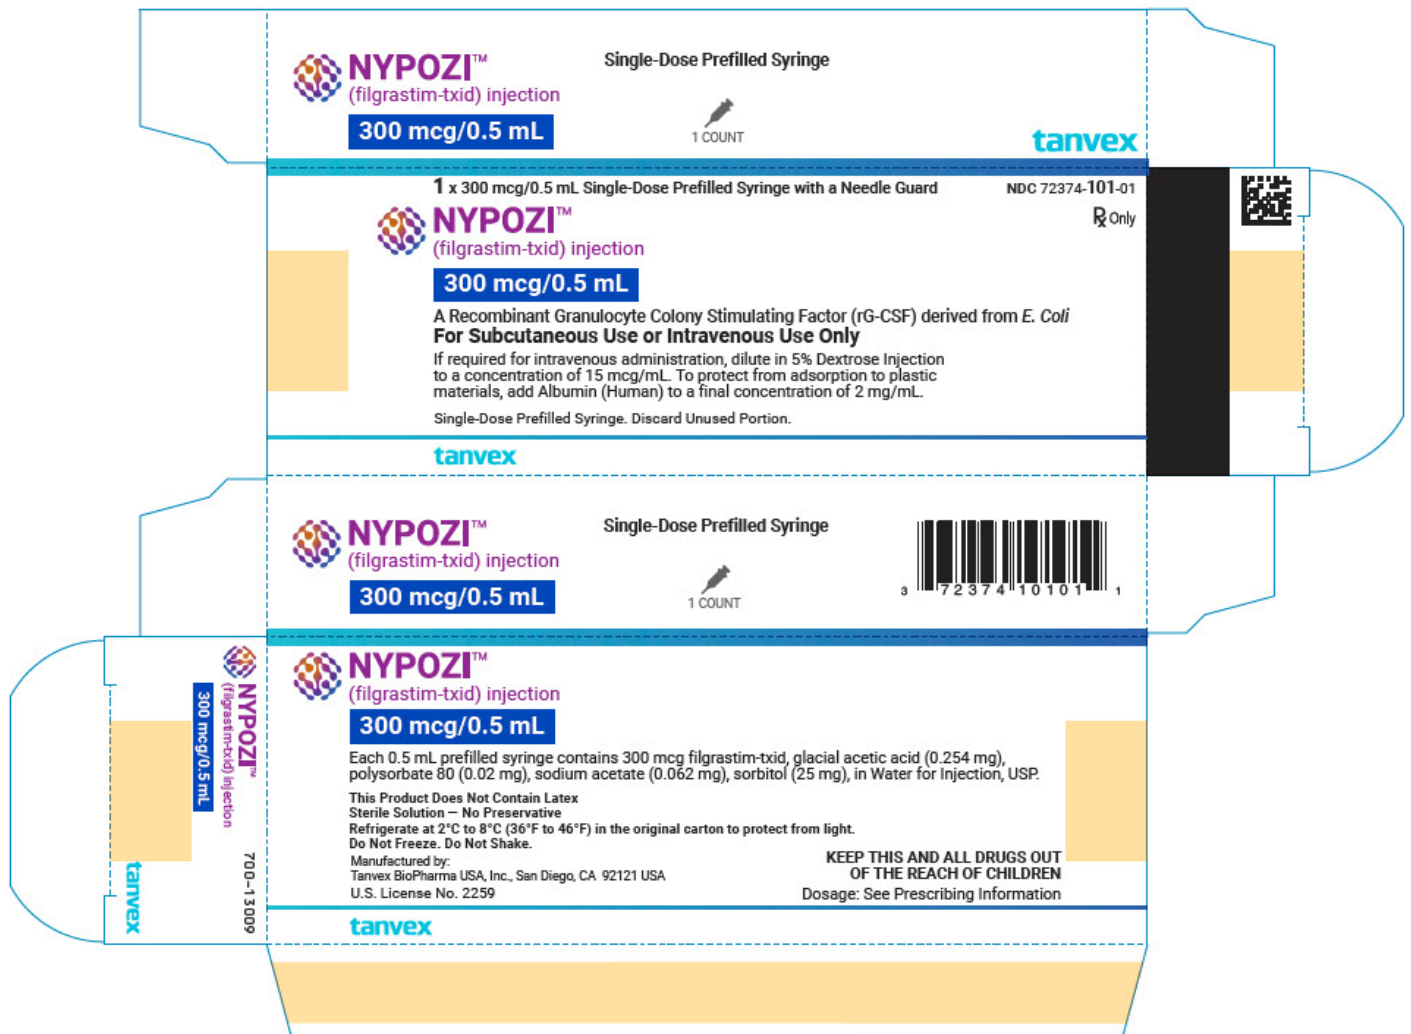 NYPOZI™
(filgrastim-txid) injection
300 mcg/0.5 mL
Single-Dose Prefilled Syringe
1 COUNT
tanvex
1 x 300 mcg/0.5 mL Single-Dose Prefilled Syringe with a Needle Guard
NDC 72374-101-01
Rx Only
NYPOZI™
(filgrastim-txid) injection
300 mcg/0.5 mL
A Recombinant Granulocyte Colony Stimulating Factor (rG-CSF) derived from E. Coli
For Subcutaneous Use or Intravenous Use Only
If required for intravenous administration, dilute in 5% Dextrose Injection
to a concentration of 15 mcg/mL. To protect from adsorption to plastic
materials, add Albumin (Human) to a final concentration of 2 mg/mL.
Single-Dose Prefilled Syringe. Discard Unused Portion.
tanvex
NYPOZI™
(filgrastim-txid) injection
300 mcg/0.5 mL
Single-Dose Prefilled Syringe
1 COUNT
3 72374 10101 1
NYPOZI™
(filgrastim-txid) injection
300 mcg/0.5 mL
700-13009
tanvex
NYPOZI™
(filgrastim-txid) injection
300 mcg/0.5 mL
Each 0.5 mL prefilled syringe contains 300 mcg filgrastim-txid, glacial acetic acid (0.254 mg),
polysorbate 80 (0.02 mg), sodium acetate (0.062 mg), sorbitol (25 mg), in Water for Injection, USP.
This Product Does Not Contain Latex
Sterile Solution — No Preservative
Refrigerate at 2°C to 8°C (36°F to 46°F) in the original carton to protect from light.
Do Not Freeze. Do Not Shake.
Manufactured by:
Tanvex BioPharma USA, Inc., San Diego, CA 92121 USA
U.S. License No. 2259
KEEP THIS AND ALL DRUGS OUT
OF THE REACH OF CHILDREN
Dosage: See Prescribing Information
tanvex